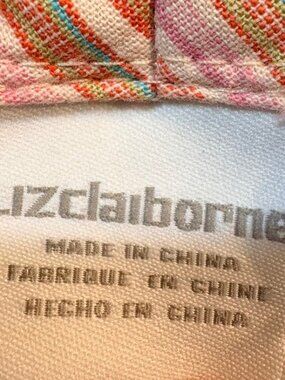 Lizclaiborne
MADE IN CHINA
FABRIQUE EN CHINE
HECHO EN CHINA